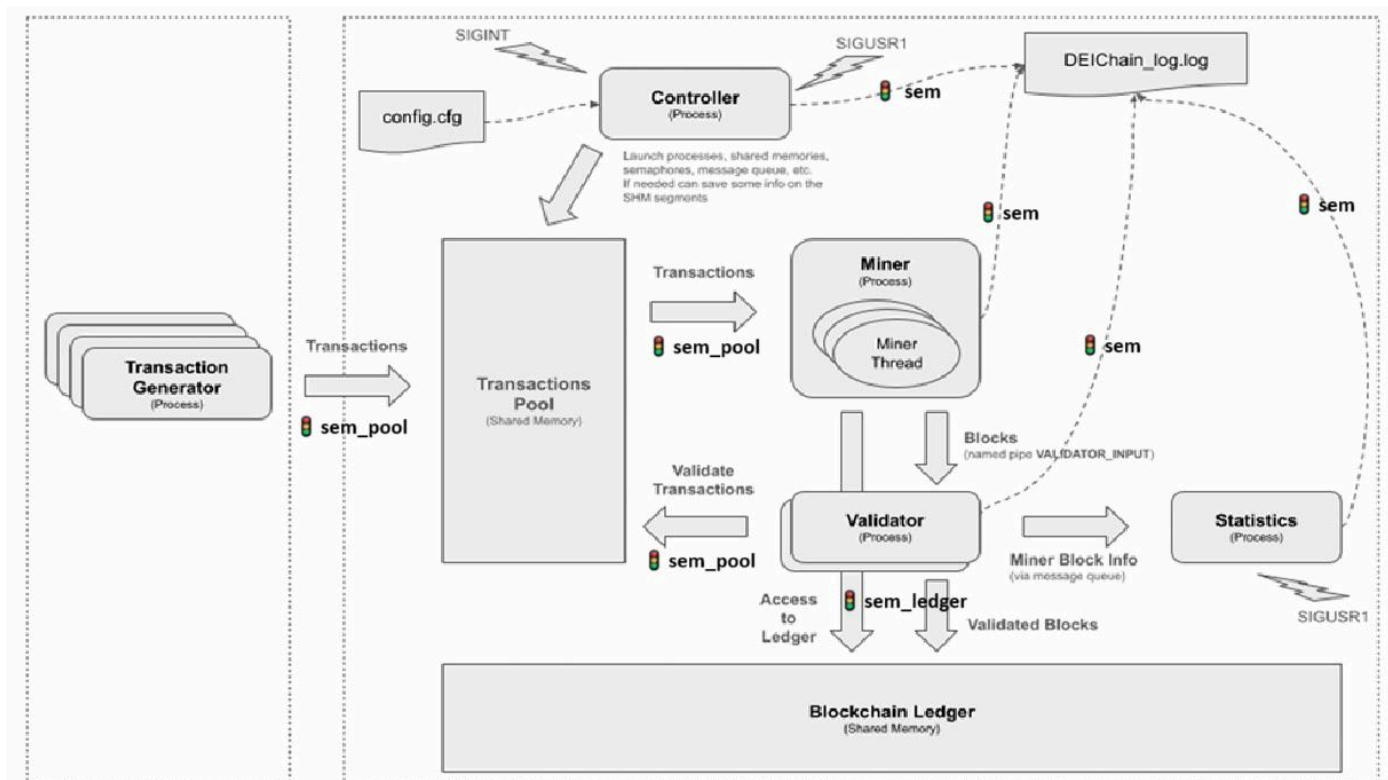 SIGINT
SIGUSR1
DEIChain_log.log
config.cfg
Controller
(Process)
sem
Launch processes, shared memories,
semaphores, message queue, etc.
If needed can save some info on the
SHM segments
sem
sem
Transactions
sem_pool
Miner
(Process)
Miner
Thread
sem
Transaction
Generator
(Process)
Transactions
sem_pool
Transactions
Pool
(Shared Memory)
Blocks
(named pipe VALIDATOR_INPUT)
Validate
Transactions
sem_pool
Validator
(Process)
Miner Block Info
(via message queue)
Statistics
(Process)
SIGUSR1
Access
to
Ledger
sem_ledger
Validated Blocks
Blockchain Ledger
(Shared Memory)